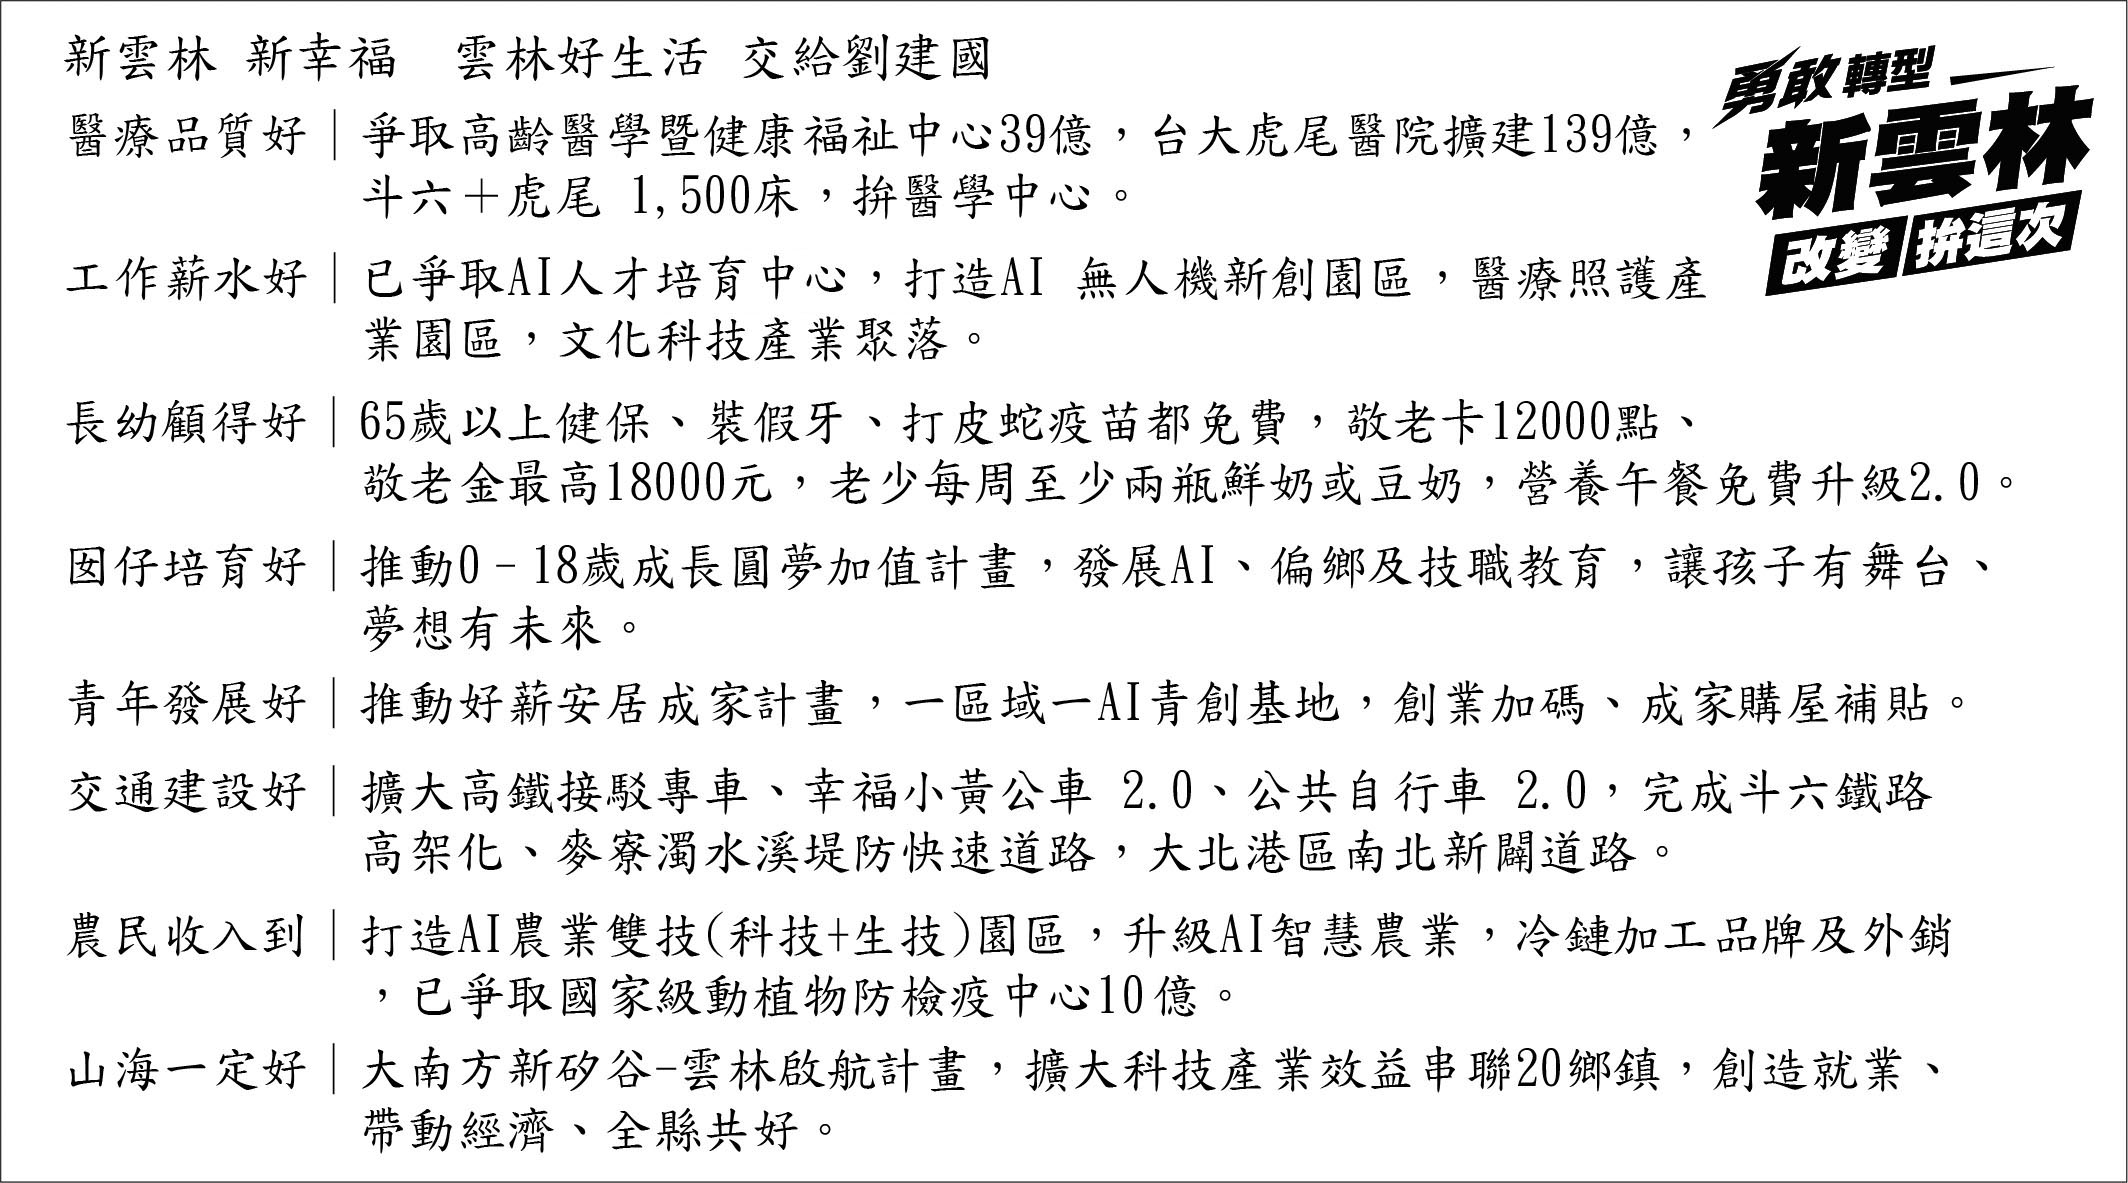 新雲林 新幸福 雲林好生活 交給劉建國
勇敢轉型
新雲林
改變 拚這次
醫療品質好｜爭取高齡醫學暨健康福祉中心39億，台大虎尾醫院擴建139億，
斗六＋虎尾 1,500床，拚醫學中心。
工作薪水好｜已爭取AI人才培育中心，打造AI 無人機新創園區，醫療照護產
業園區，文化科技產業聚落。
長幼顧得好｜65歲以上健保、裝假牙、打皮蛇疫苗都免費，敬老卡12000點、
敬老金最高18000元，老少每周至少兩瓶鮮奶或豆奶，營養午餐免費升級2.0。
囡仔培育好｜推動0–18歲成長圓夢加值計畫，發展AI、偏鄉及技職教育，讓孩子有舞台、
夢想有未來。
青年發展好｜推動好薪安居成家計畫，一區域一AI青創基地，創業加碼、成家購屋補貼。
交通建設好｜擴大高鐵接駁專車、幸福小黃公車 2.0、公共自行車 2.0，完成斗六鐵路
高架化、麥寮濁水溪堤防快速道路，大北港區南北新闢道路。
農民收入到｜打造AI農業雙技(科技+生技)園區，升級AI智慧農業，冷鏈加工品牌及外銷
，已爭取國家級動植物防檢疫中心10億。
山海一定好｜大南方新矽谷-雲林啟航計畫，擴大科技產業效益串聯20鄉鎮，創造就業、
帶動經濟、全縣共好。